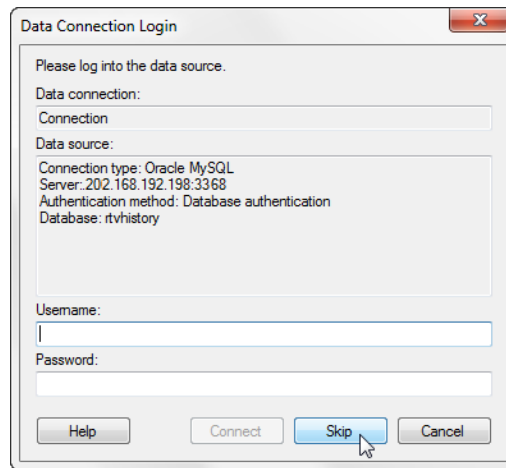 Data Connection Login
Please log into the data source.
Data connection:
Connection
Data source:
Connection type: Oracle MySQL
Server:.202.168.192.198:3368
Authentication method: Database authentication
Database: rtvhistory
Username:
Password:
Help Connect Skip Cancel